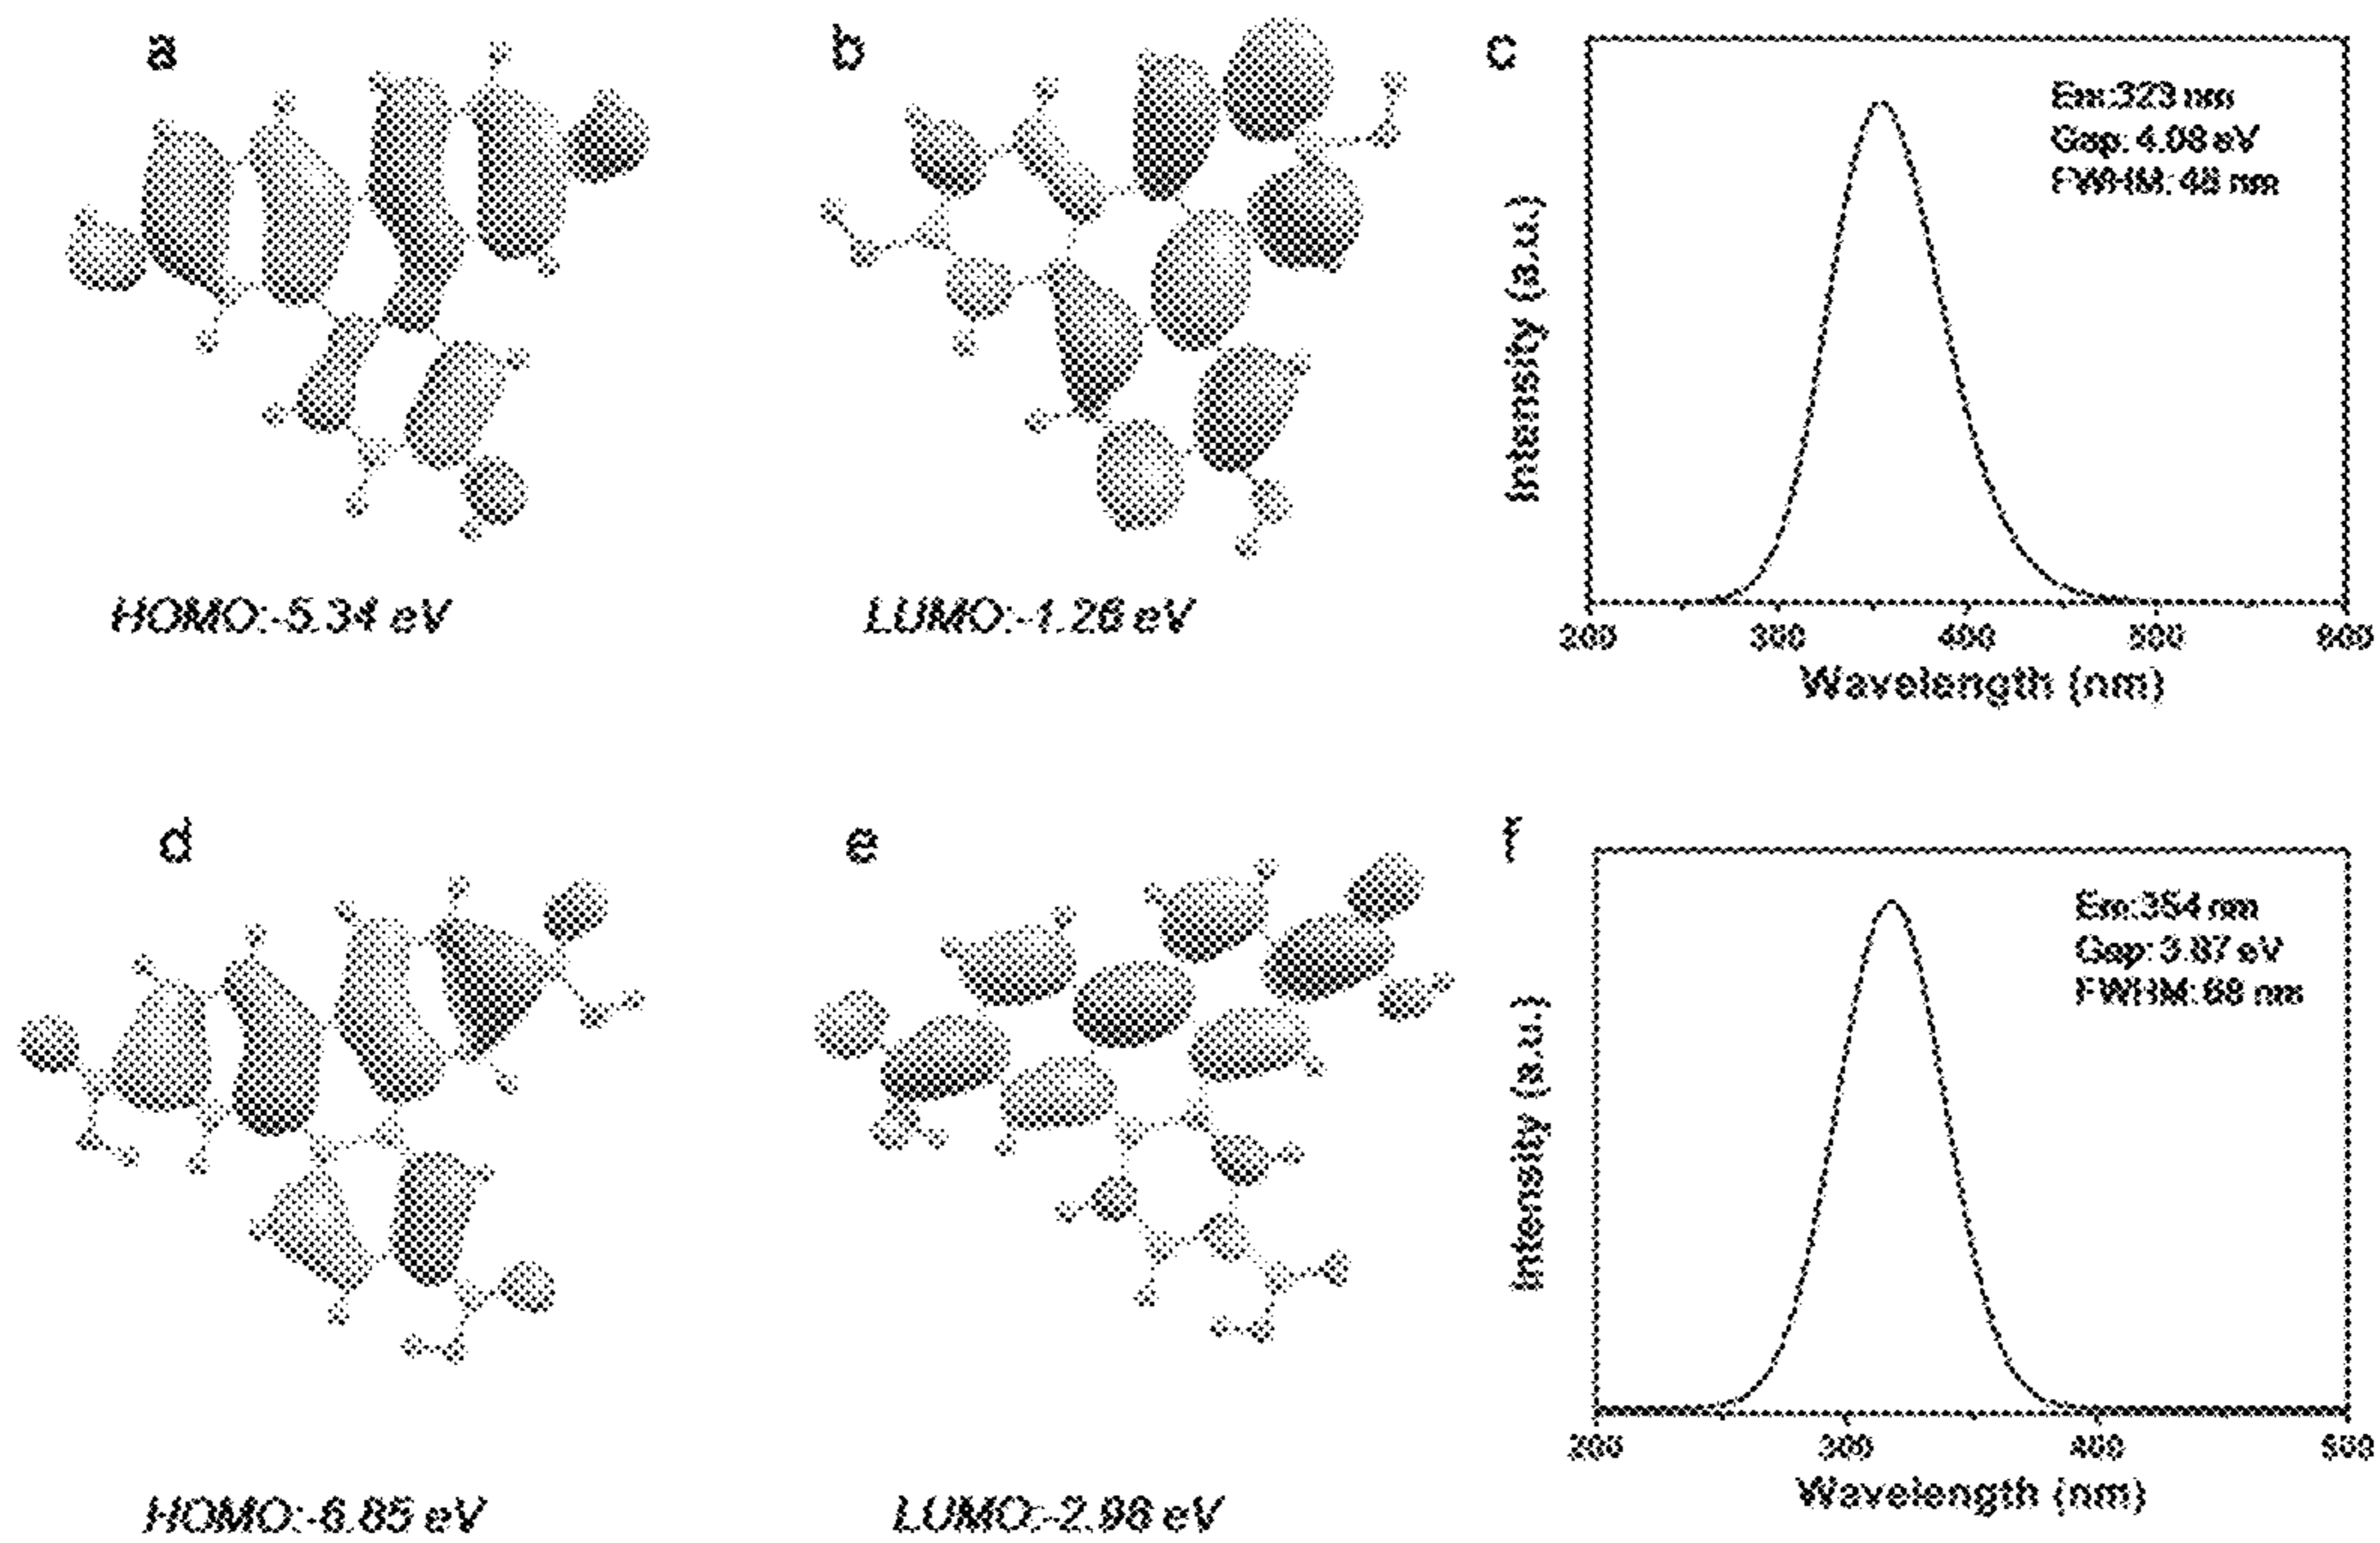 a
b
c
Em:323 nm
Gap: 4.08 eV
FWHM: 48 nm
Intensity (a.u.)
200 300 400 500 600
Wavelength (nm)
HOMO:-5.34 eV
LUMO:-1.26 eV
d
e
f
Em:354 nm
Gap: 3.87 eV
FWHM: 68 nm
Intensity (a.u.)
200 300 400 500
Wavelength (nm)
HOMO:-6.85 eV
LUMO:-2.98 eV